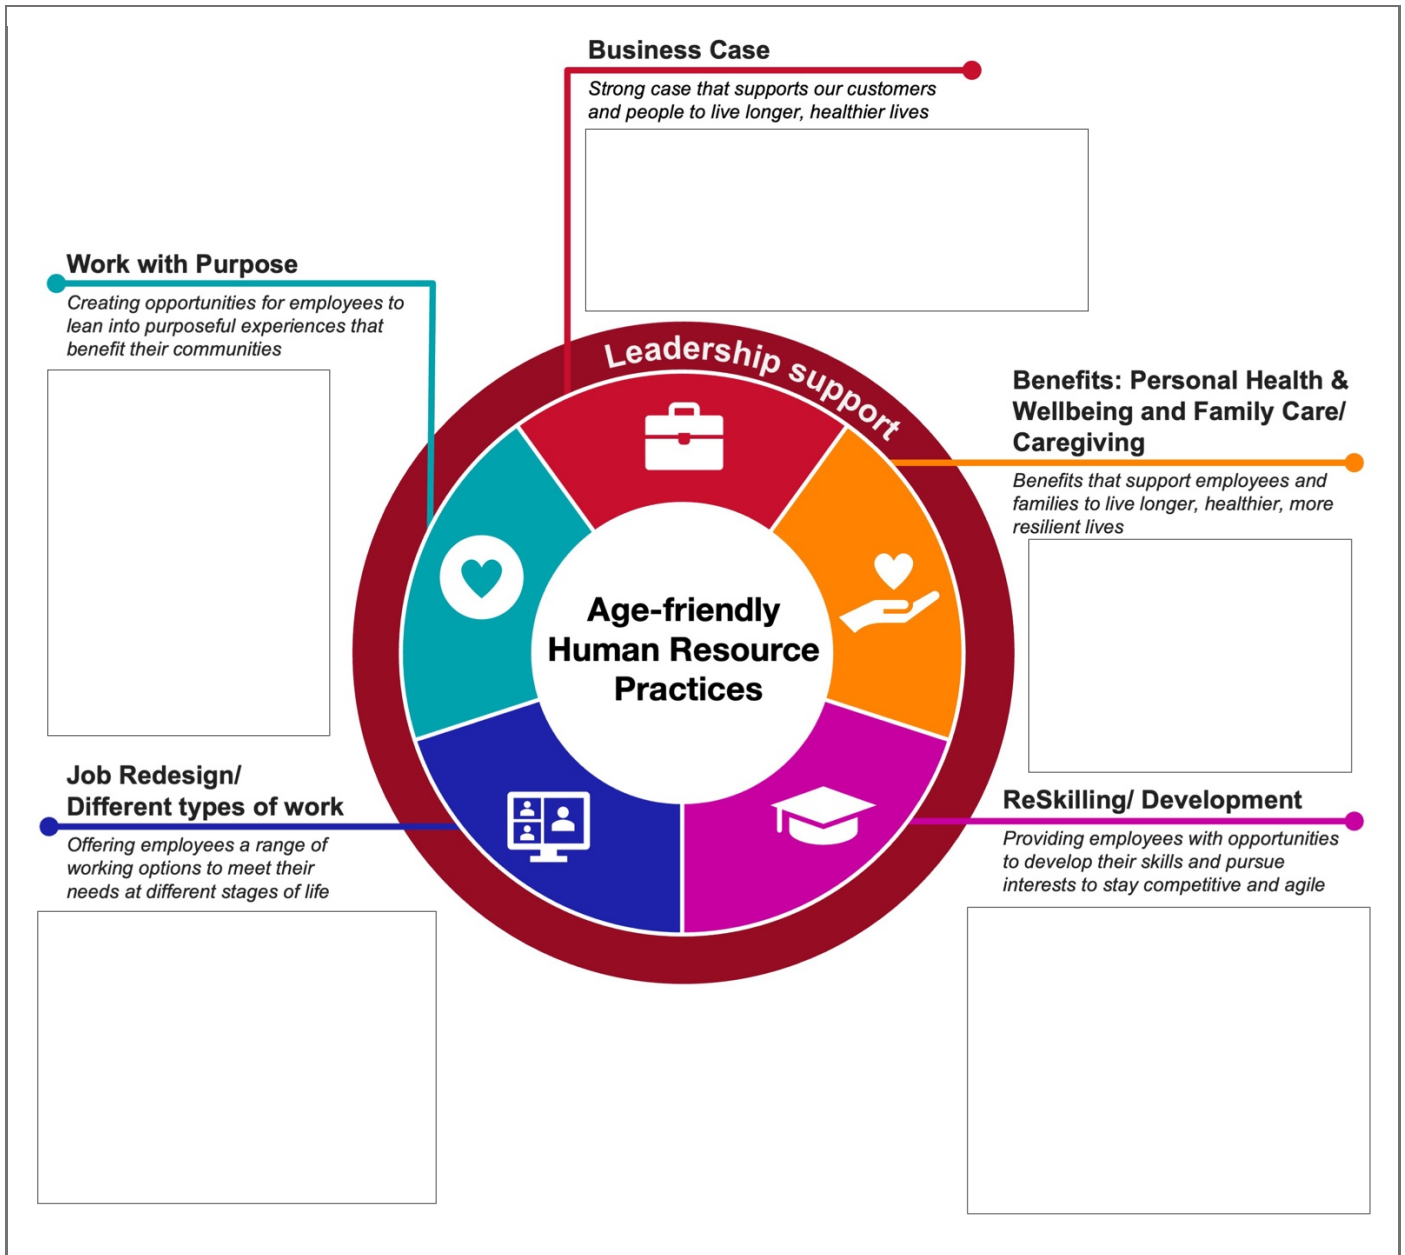 Business Case
Strong case that supports our customers
and people to live longer, healthier lives
Work with Purpose
Creating opportunities for employees to
lean into purposeful experiences that
benefit their communities
Leadership support
Benefits: Personal Health &
Wellbeing and Family Care/
Caregiving
Benefits that support employees and
families to live longer, healthier, more
resilient lives
Age-friendly
Human Resource
Practices
Job Redesign/
Different types of work
Offering employees a range of
working options to meet their
needs at different stages of life
ReSkilling/ Development
Providing employees with opportunities
to develop their skills and pursue
interests to stay competitive and agile